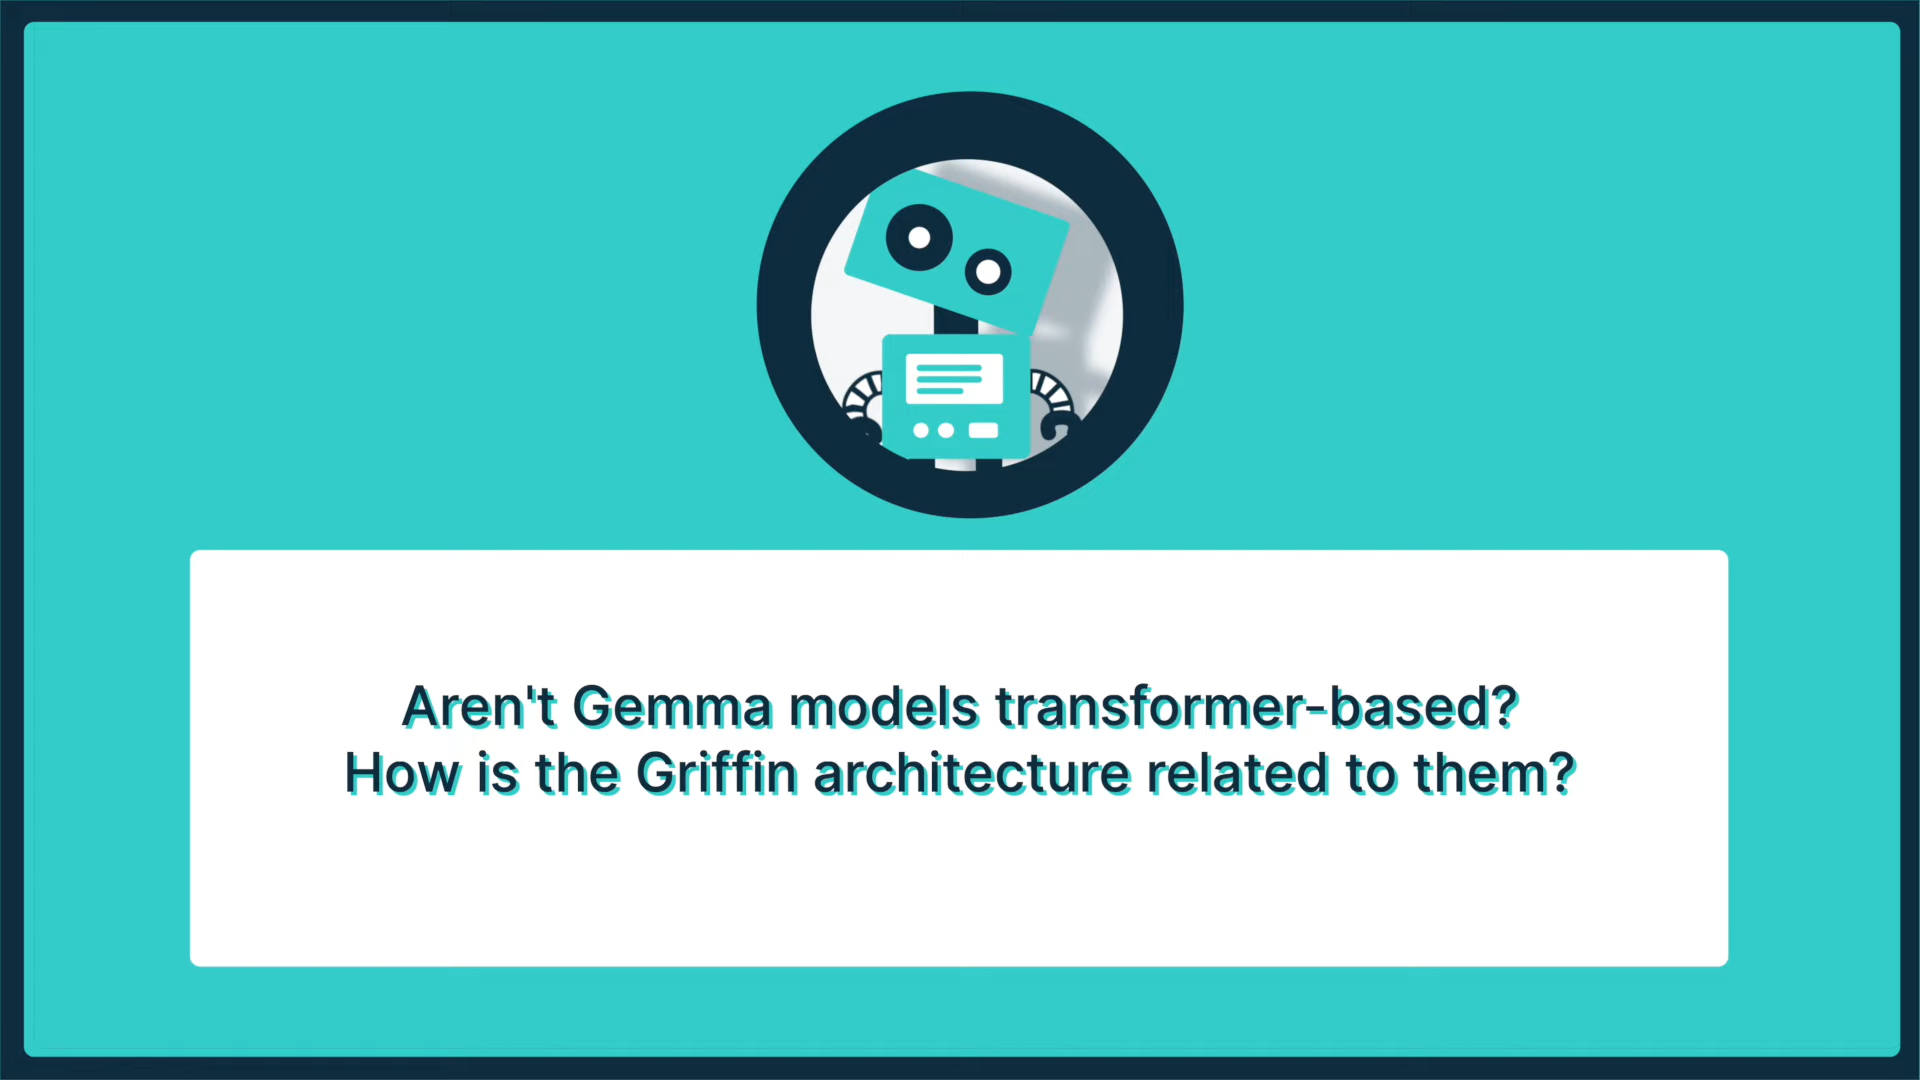 Aren't Gemma models transformer-based?
How is the Griffin architecture related to them?